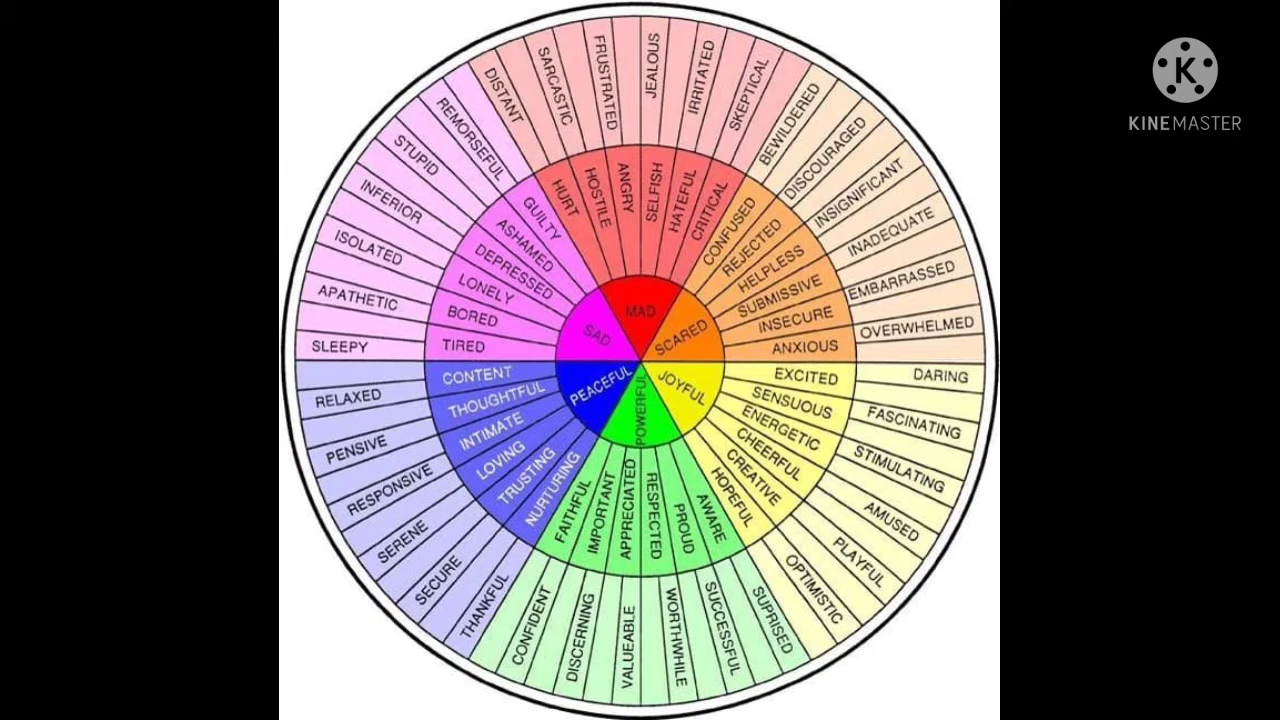 MAD
SCARED
JOYFUL
POWERFUL
PEACEFUL
SAD
HURT
HOSTILE
ANGRY
SELFISH
HATEFUL
CRITICAL
CONFUSED
REJECTED
HELPLESS
SUBMISSIVE
INSECURE
ANXIOUS
EXCITED
SENSUOUS
ENERGETIC
CHEERFUL
CREATIVE
HOPEFUL
AWARE
PROUD
RESPECTED
APPRECIATED
IMPORTANT
FAITHFUL
NURTURING
TRUSTING
LOVING
INTIMATE
THOUGHTFUL
CONTENT
TIRED
BORED
LONELY
DEPRESSED
ASHAMED
GUILTY
DISTANT
SARCASTIC
FRUSTRATED
JEALOUS
IRRITATED
SKEPTICAL
BEWILDERED
DISCOURAGED
INSIGNIFICANT
INADEQUATE
EMBARRASSED
OVERWHELMED
DARING
FASCINATING
STIMULATING
AMUSED
PLAYFUL
OPTIMISTIC
SUPRISED
SUCCESSFUL
WORTHWHILE
VALUEABLE
DISCERNING
CONFIDENT
THANKFUL
SECURE
SERENE
RESPONSIVE
PENSIVE
RELAXED
SLEEPY
APATHETIC
ISOLATED
INFERIOR
STUPID
REMORSEFUL
K
KINEMASTER